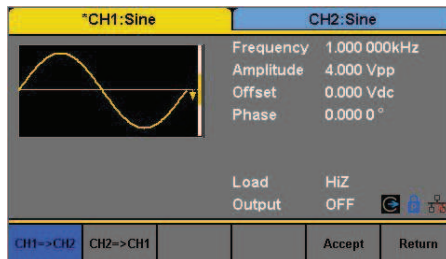 *CH1:Sine CH2:Sine
Frequency 1.000 000kHz
Amplitude 4.000 Vpp
Offset 0.000 Vdc
Phase 0.000 0 °
Load HiZ
Output OFF
CH1=>CH2 CH2=>CH1 Accept Return